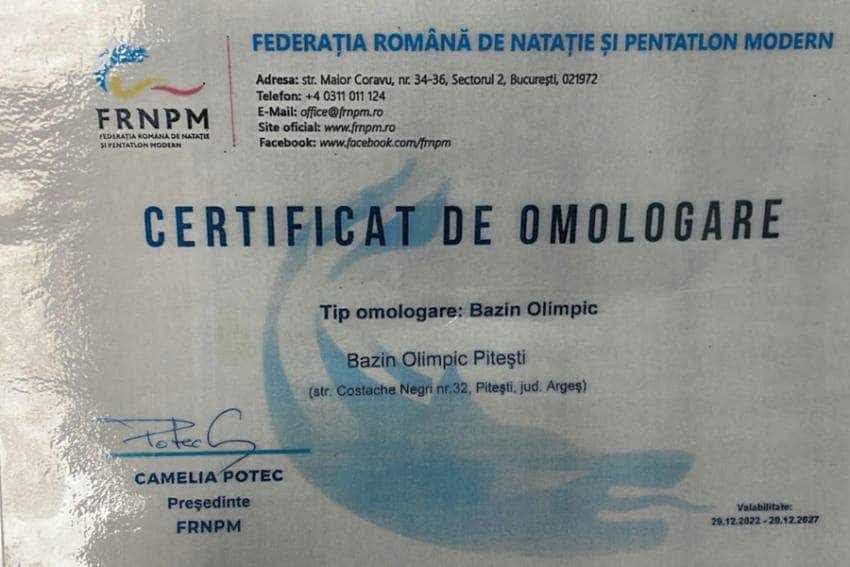 FEDERAȚIA ROMÂNĂ DE NATAȚIE ȘI PENTATLON MODERN
Adresa: str. Maior Coravu, nr. 34-36, Sectorul 2, București, 021972
Telefon: +4 0311 011 124
E-Mail: office@frnpm.ro
Site oficial: www.frnpm.ro
Facebook: www.facebook.com/frnpm
FRNPM
FEDERAȚIA ROMÂNĂ DE NATAȚIE
ȘI PENTATLON MODERN
CERTIFICAT DE OMOLOGARE
Tip omologare: Bazin Olimpic
Bazin Olimpic Pitești
(str. Costache Negri nr.32, Pitești, jud. Argeș)
Potec
CAMELIA POTEC
Președinte
FRNPM
Valabilitate:
29.12.2022 - 29.12.2027